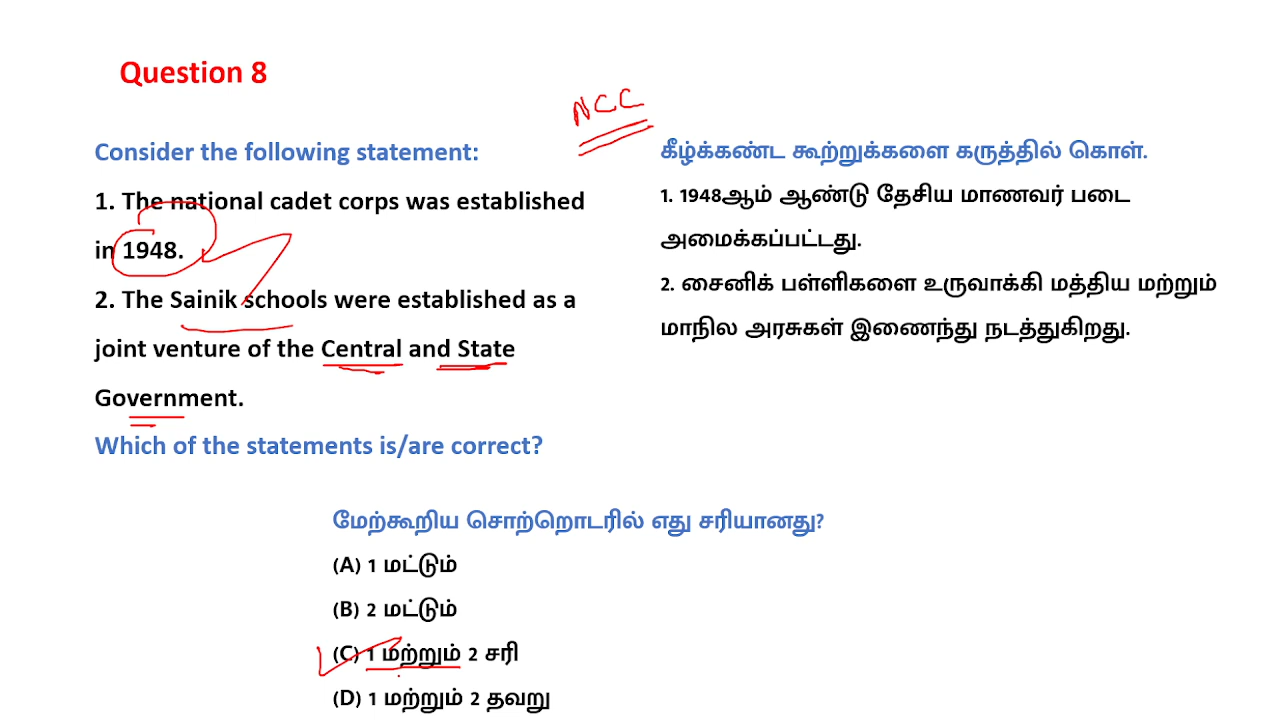 Question 8
NCC
Consider the following statement:
1. The national cadet corps was established
in 1948.
2. The Sainik schools were established as a
joint venture of the Central and State
Government.
Which of the statements is/are correct?
கீழ்க்கண்ட கூற்றுக்களை கருத்தில் கொள்.
1. 1948ஆம் ஆண்டு தேசிய மாணவர் படை
அமைக்கப்பட்டது.
2. சைனிக் பள்ளிகளை உருவாக்கி மத்திய மற்றும்
மாநில அரசுகள் இணைந்து நடத்துகிறது.
மேற்கூறிய சொற்றொடரில் எது சரியானது?
(A) 1 மட்டும்
(B) 2 மட்டும்
(C) 1 மற்றும் 2 சரி
(D) 1 மற்றும் 2 தவறு